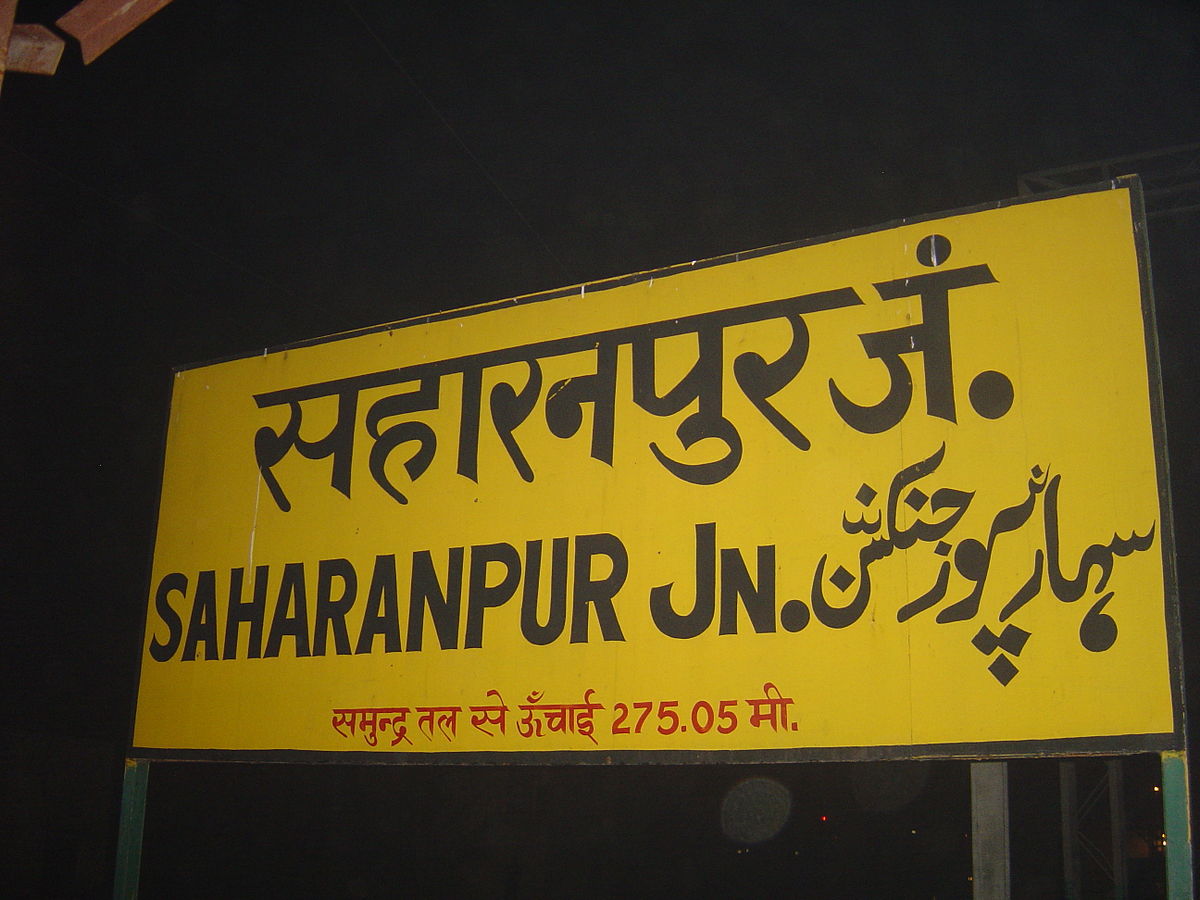 सहारनपुर जं.
SAHARANPUR JN.
سہارنپور جنکشن
समुन्द्र तल से ऊँचाई 275.05 मी.